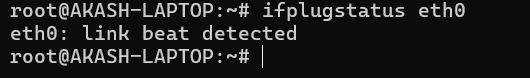 root@AKASH-LAPTOP:~# ifplugstatus eth0
eth0: link beat detected
root@AKASH-LAPTOP:~#